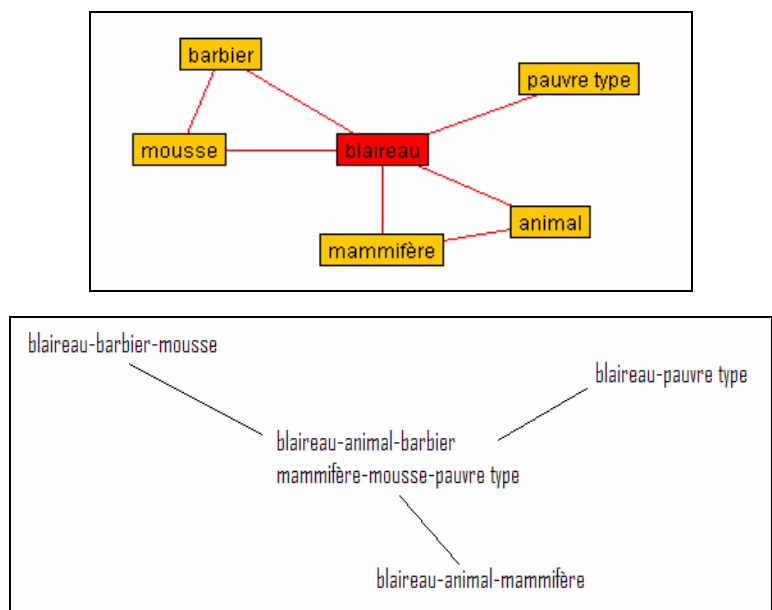 barbier
pauvre type
mousse
blaireau
animal
mammifère
blaireau-barbier-mousse
blaireau-pauvre type
blaireau-animal-barbier
mammifère-mousse-pauvre type
blaireau-animal-mammifère